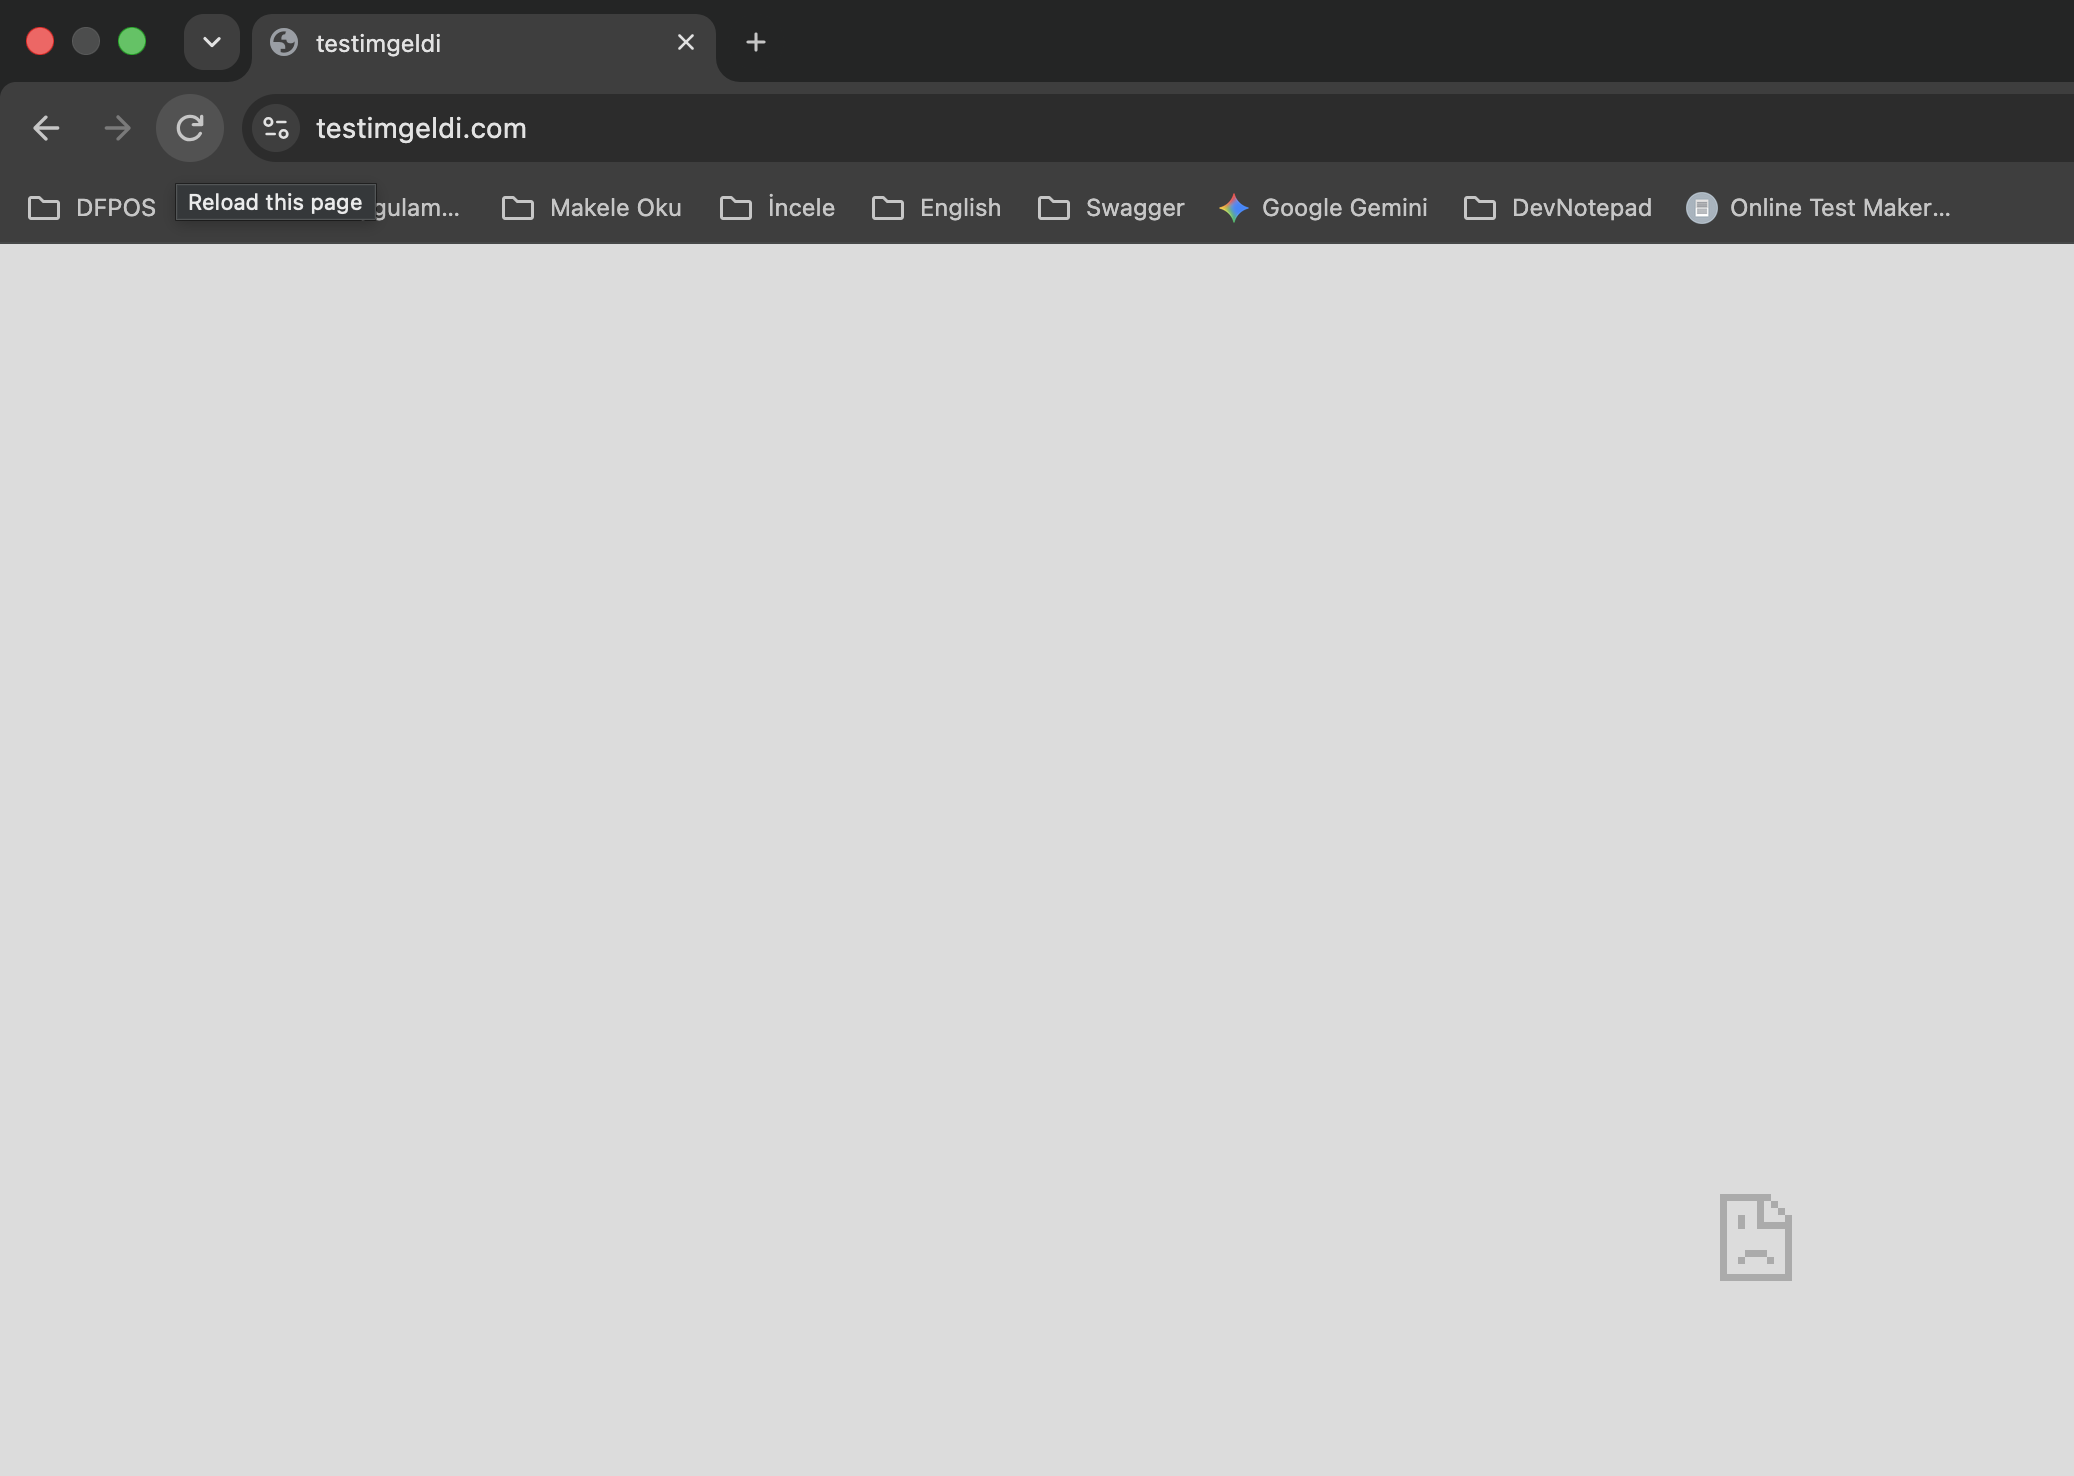 testimgeldi
testimgeldi.com
DFPOS
Reload this page
gulam...
Makele Oku
İncele
English
Swagger
Google Gemini
DevNotepad
Online Test Maker...